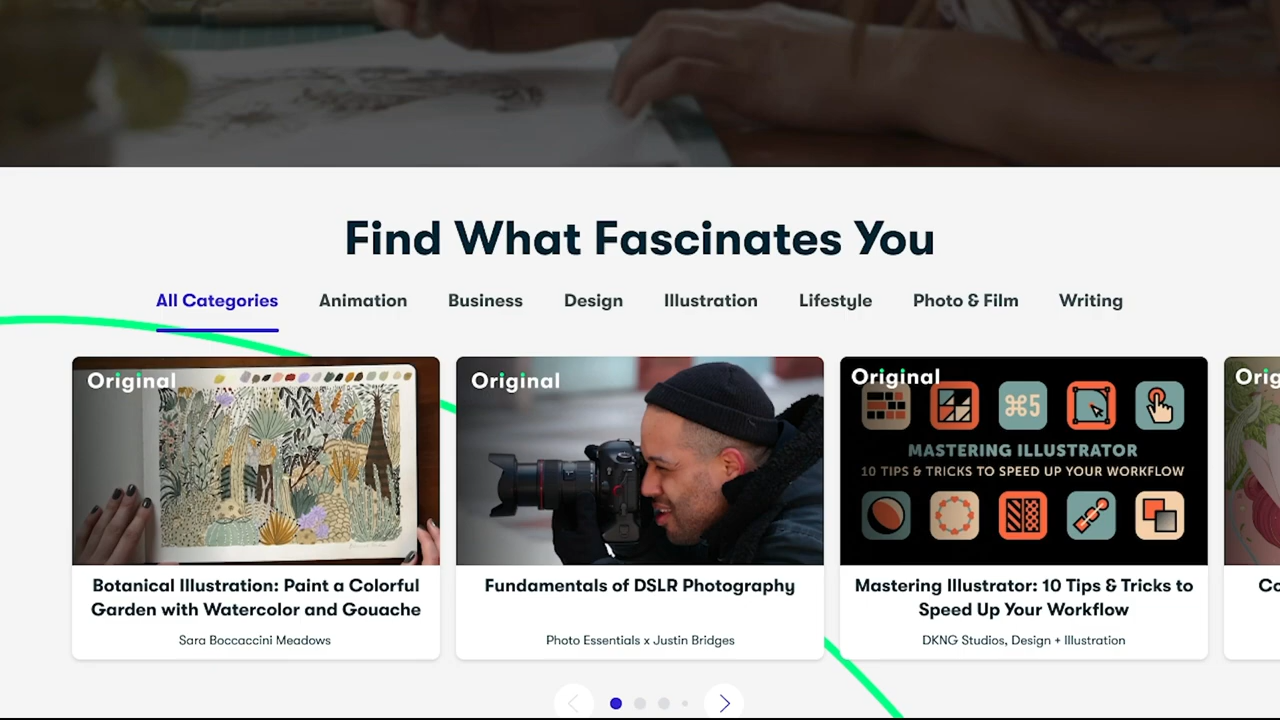 Find What Fascinates You
All Categories Animation Business Design Illustration Lifestyle Photo & Film Writing
Original
Botanical Illustration: Paint a Colorful
Garden with Watercolor and Gouache
Sara Boccaccini Meadows
Original
Fundamentals of DSLR Photography
Photo Essentials x Justin Bridges
Original
⌘5
MASTERING ILLUSTRATOR
10 TIPS & TRICKS TO SPEED UP YOUR WORKFLOW
Mastering Illustrator: 10 Tips & Tricks to
Speed Up Your Workflow
DKNG Studios, Design + Illustration
Orig
Co